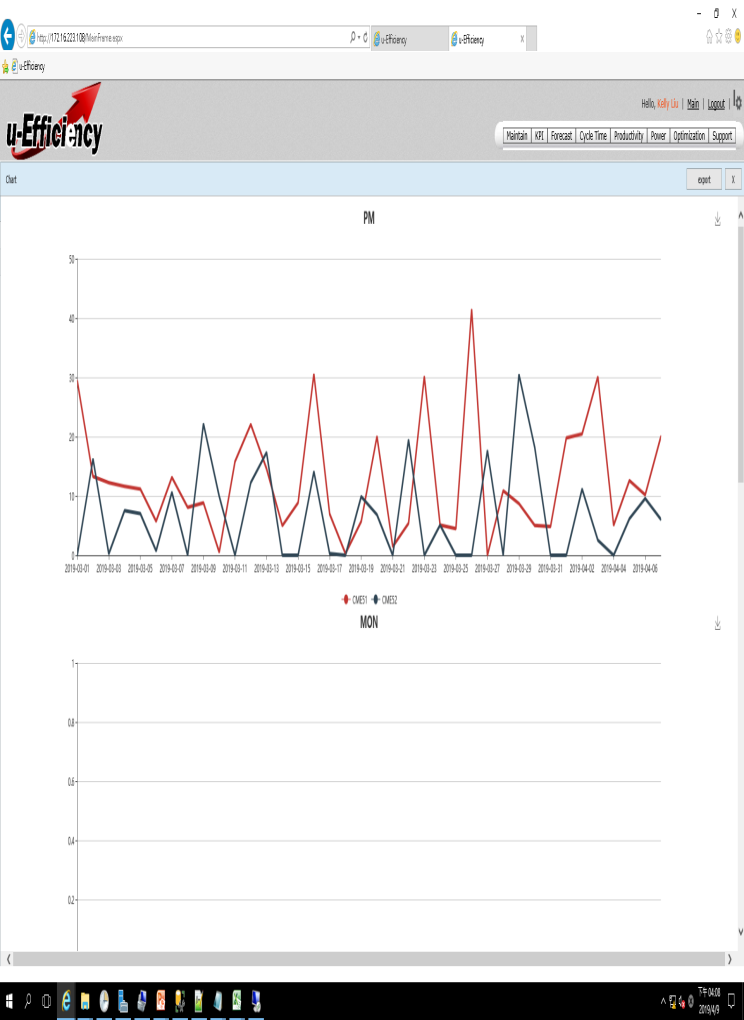 http://172.16.223.108/MainFrame.aspx
u-Efficiency
u-Efficiency X
u-Efficiency
u-Efficiency
Hello, Kelly Liu | Main | Logout |
Maintain | KPI | Forecast | Cycle Time | Productivity | Power | Optimization | Support
Chart
export X
PM
50
40
30
20
10
0
2019-03-01 2019-03-03 2019-03-05 2019-03-07 2019-03-09 2019-03-11 2019-03-13 2019-03-15 2019-03-17 2019-03-19 2019-03-21 2019-03-23 2019-03-25 2019-03-27 2019-03-29 2019-03-31 2019-04-02 2019-04-04 2019-04-06
CMES1 CMES2
MON
1
0.8
0.6
0.4
0.2
下午 04:08
2019/4/9